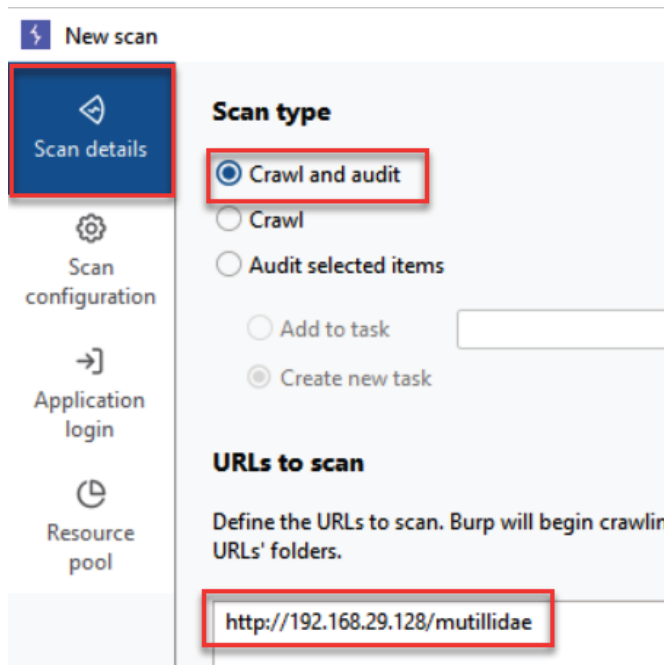 New scan
Scan details
Scan
configuration
Application
login
Resource
pool
Scan type
Crawl and audit
Crawl
Audit selected items
Add to task
Create new task
URLs to scan
Define the URLs to scan. Burp will begin
URLs' folders.
http://192.168.29.128/mutillidae